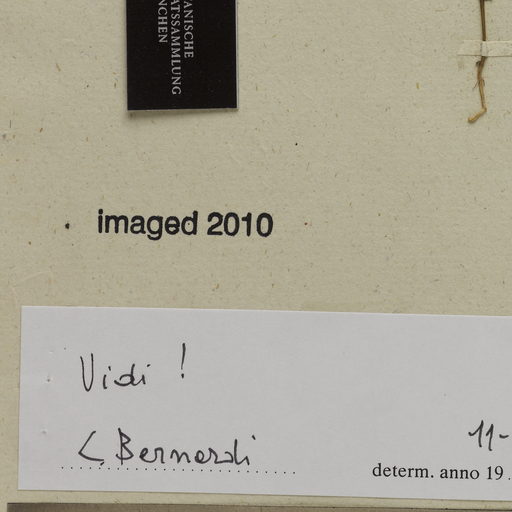 ANISCHE
ATSSAMMLUNG
NCHEN
imaged 2010
Vidi !
L. Bernardi
11-
determ. anno 19.